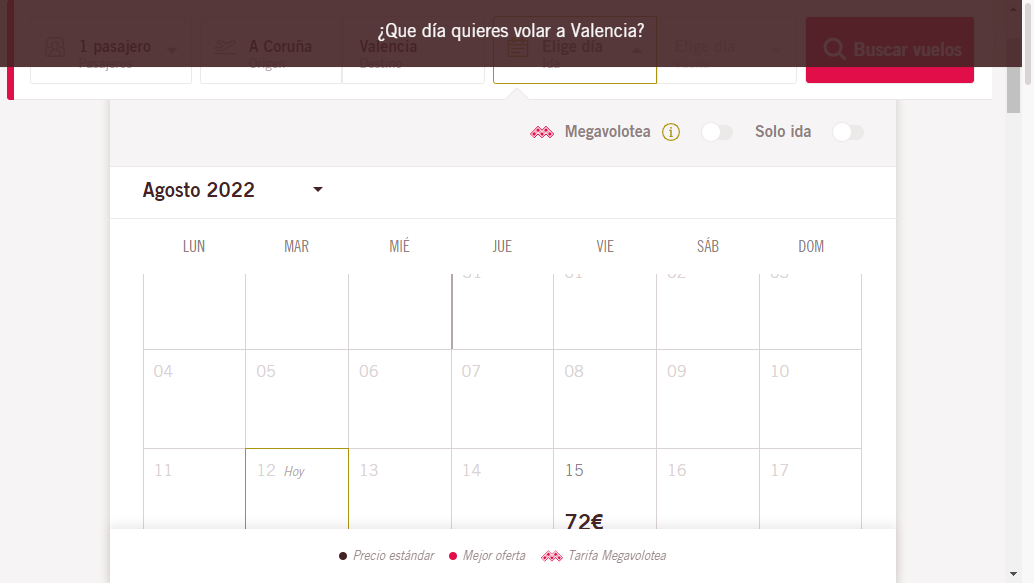 ¿Que día quieres volar a Valencia?
1 pasajero
Pasajeros
A Coruña
Origen
Valencia
Destino
Elige día
Ida
Elige día
Buscar vuelos
Megavolotea
Solo ida
Agosto 2022
LUN MAR MIÉ JUE VIE SÁB DOM
31 01 02 03
04 05 06 07 08 09 10
11 12 Hoy 13 14 15 16 17
72€
Precio estándar Mejor oferta Tarifa Megavolotea